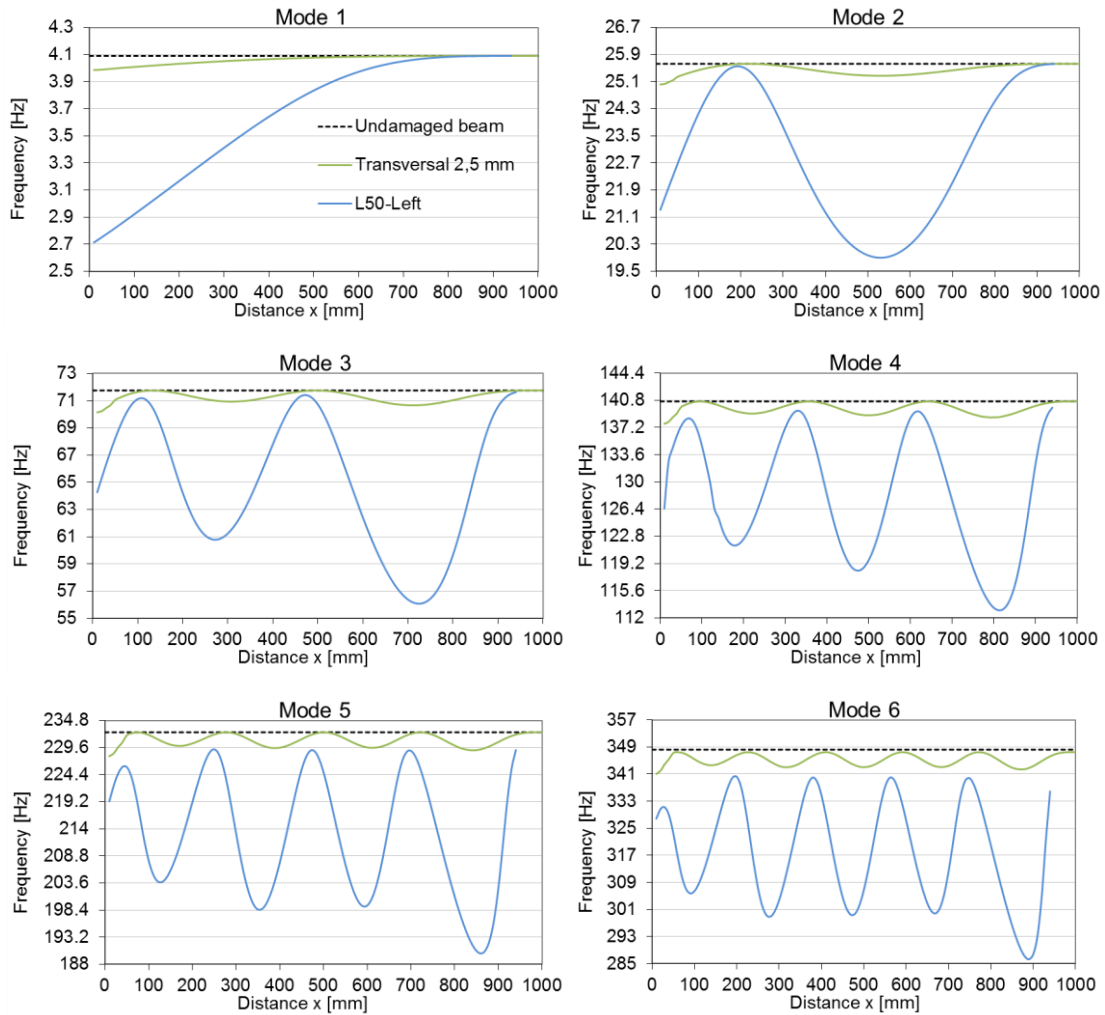 Mode 1
Frequency [Hz]
4.3
4.1
3.9
3.7
3.5
3.3
3.1
2.9
2.7
2.5
Undamaged beam
Transversal 2,5 mm
L50-Left
0 100 200 300 400 500 600 700 800 900 1000
Distance x [mm]
Mode 2
Frequency [Hz]
26.7
25.9
25.1
24.3
23.5
22.7
21.9
21.1
20.3
19.5
0 100 200 300 400 500 600 700 800 900 1000
Distance x [mm]
Mode 3
Frequency [Hz]
73
71
69
67
65
63
61
59
57
55
0 100 200 300 400 500 600 700 800 900 1000
Distance x [mm]
Mode 4
Frequency [Hz]
144.4
140.8
137.2
133.6
130
126.4
122.8
119.2
115.6
112
0 100 200 300 400 500 600 700 800 900 1000
Distance x [mm]
Mode 5
Frequency [Hz]
234.8
229.6
224.4
219.2
214
208.8
203.6
198.4
193.2
188
0 100 200 300 400 500 600 700 800 900 1000
Distance x [mm]
Mode 6
Frequency [Hz]
357
349
341
333
325
317
309
301
293
285
0 100 200 300 400 500 600 700 800 900 1000
Distance x [mm]